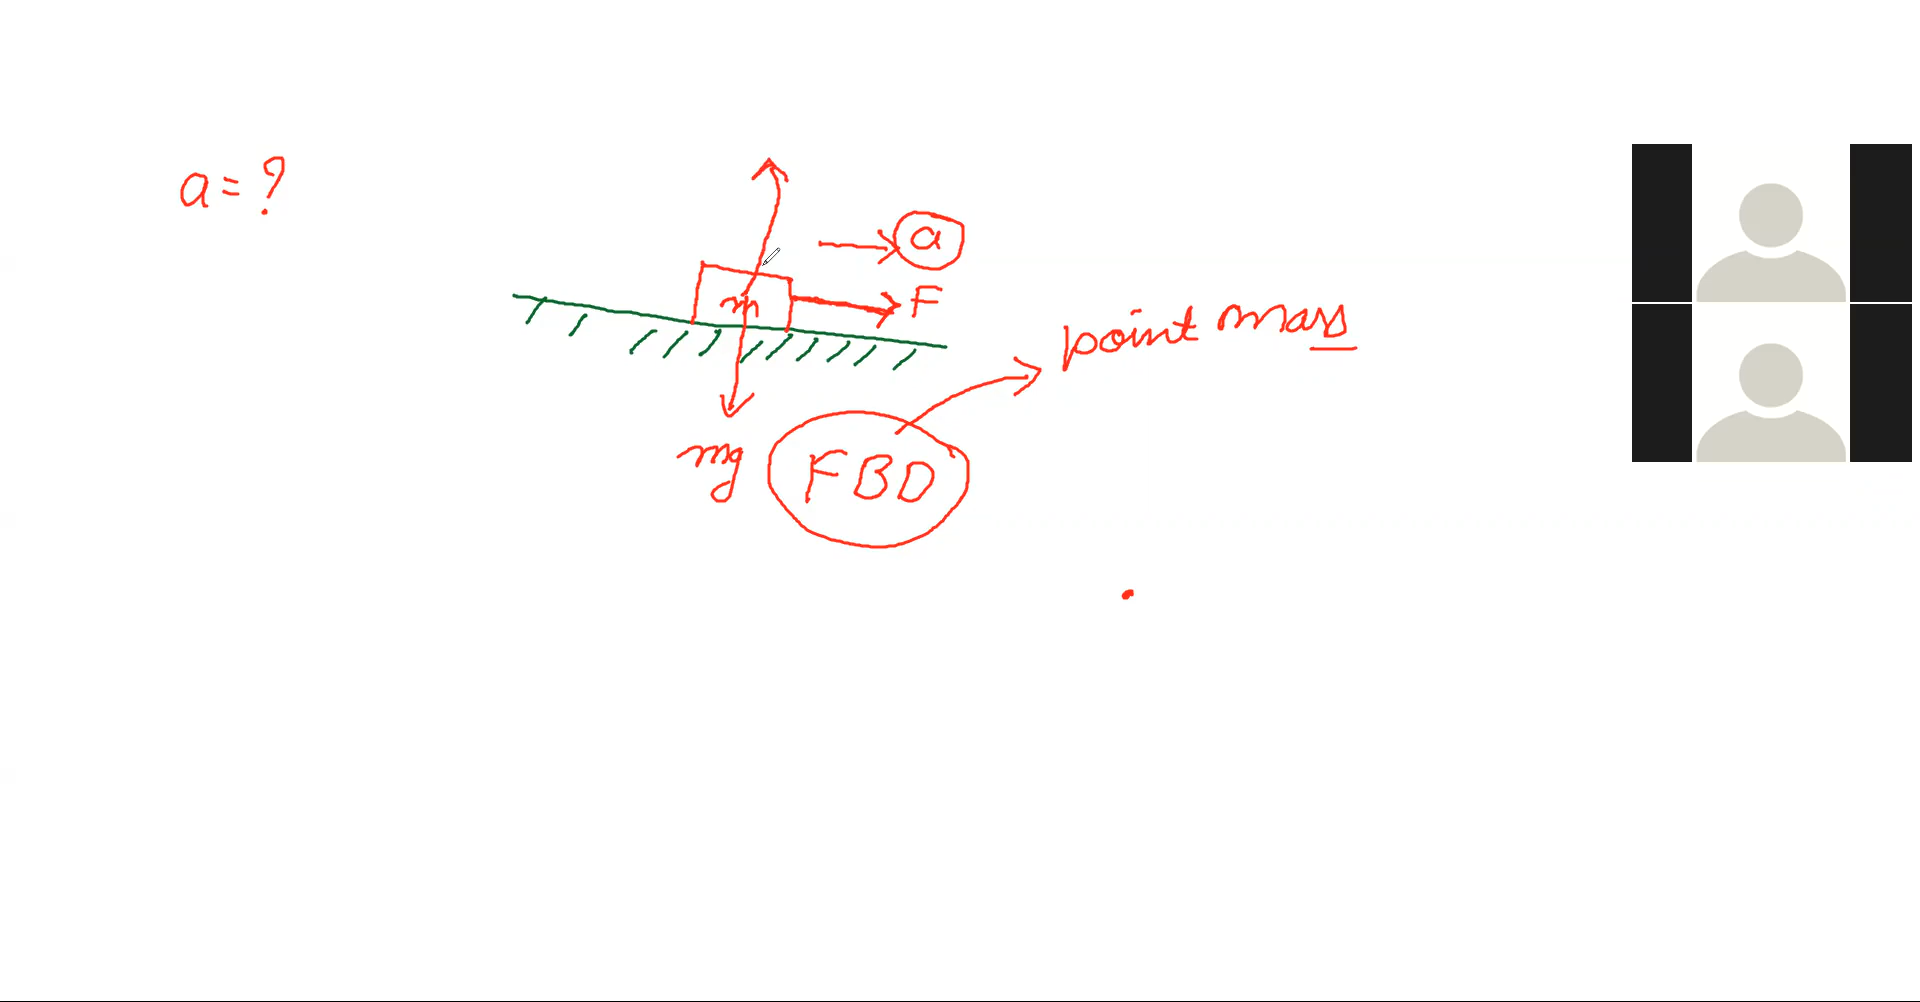 a = ?
a
m
F
point mass
mg
FBD